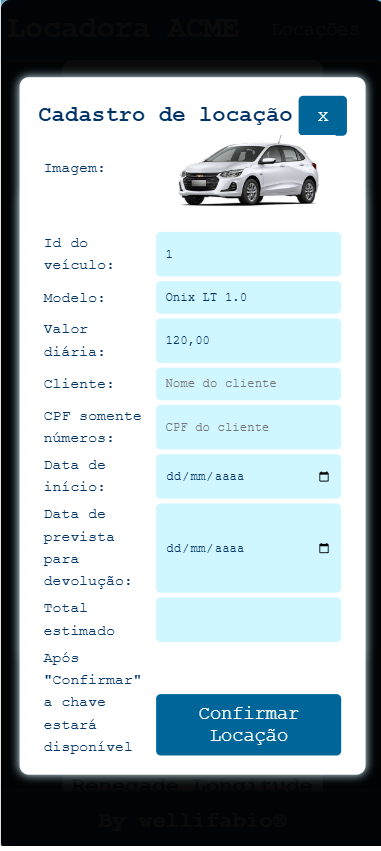 Locadora ACME
Locações
Cadastro de locação
x
Imagem:
Id do
veículo:
1
Modelo:
Onix LT 1.0
Valor
diária:
120,00
Cliente:
Nome do cliente
CPF somente
números:
CPF do cliente
Data de
início:
dd/mm/aaaa
Data de
prevista
para
devolução:
dd/mm/aaaa
Total
estimado
Após
"Confirmar"
a chave
estará
disponível
Confirmar
Locação
Renegade Longitude
By wellifabio®